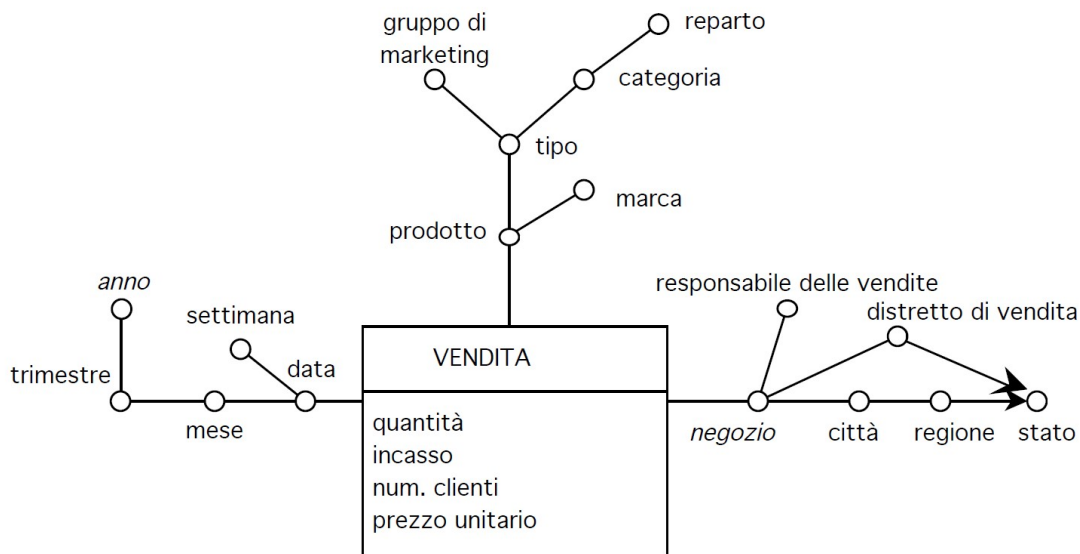 gruppo di
marketing
reparto
categoria
tipo
marca
prodotto
anno
settimana
trimestre
data
mese
responsabile delle vendite
distretto di vendita
VENDITA
quantità
incasso
num. clienti
prezzo unitario
negozio
città
regione
stato